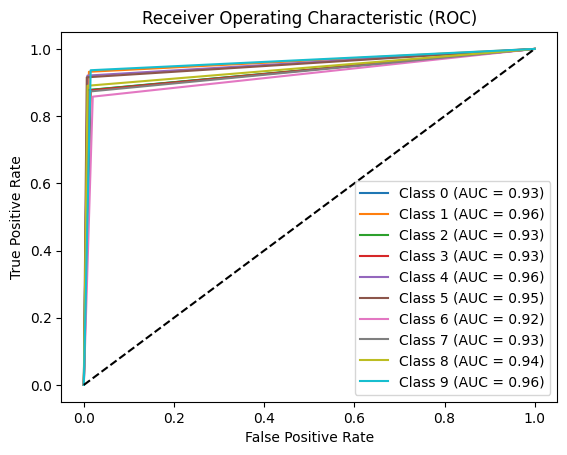 Receiver Operating Characteristic (ROC)
1.0
0.8
0.6
0.4
0.2
0.0
True Positive Rate
Class 0 (AUC = 0.93)
Class 1 (AUC = 0.96)
Class 2 (AUC = 0.93)
Class 3 (AUC = 0.93)
Class 4 (AUC = 0.96)
Class 5 (AUC = 0.95)
Class 6 (AUC = 0.92)
Class 7 (AUC = 0.93)
Class 8 (AUC = 0.94)
Class 9 (AUC = 0.96)
0.0 0.2 0.4 0.6 0.8 1.0
False Positive Rate